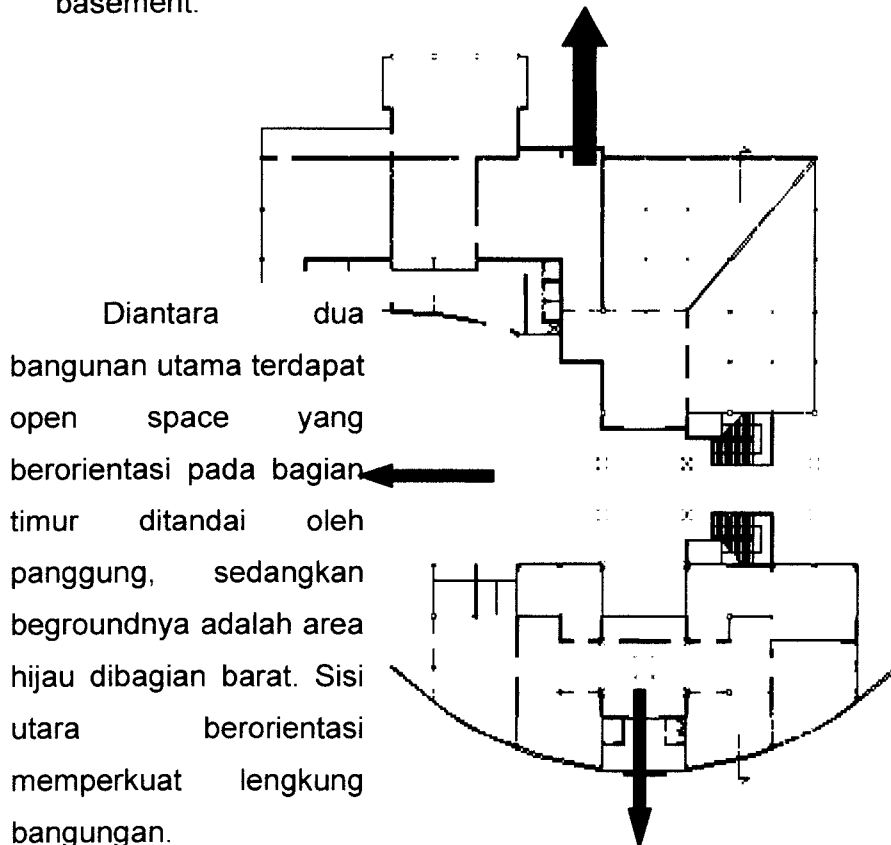 basement.
Diantara dua
bangunan utama terdapat
open space yang
berorientasi pada bagian
timur ditandai oleh
panggung, sedangkan
begroundnya adalah area
hijau dibagian barat. Sisi
utara berorientasi
memperkuat lengkung
bangungan.